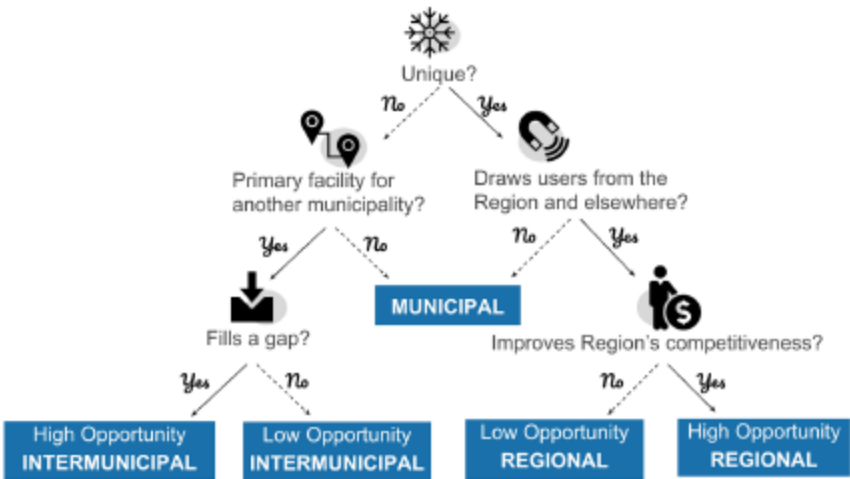 Unique?
No
Yes
Primary facility for
another municipality?
Draws users from the
Region and elsewhere?
Yes
No
No
Yes
MUNICIPAL
Fills a gap?
$
Improves Region's competitiveness?
Yes
No
No
Yes
High Opportunity
INTERMUNICIPAL
Low Opportunity
INTERMUNICIPAL
Low Opportunity
REGIONAL
High Opportunity
REGIONAL